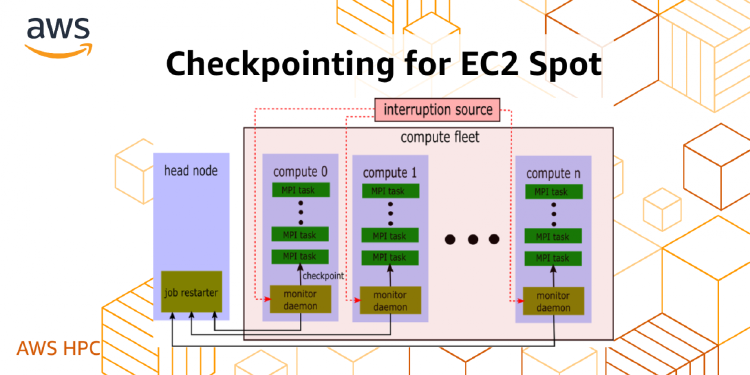 aws
Checkpointing for EC2 Spot
interruption source
compute fleet
head node
compute 0
compute 1
compute n
MPI task
MPI task
MPI task
MPI task
MPI task
MPI task
MPI task
MPI task
MPI task
checkpoint
job restarter
monitor
daemon
monitor
daemon
monitor
daemon
AWS HPC